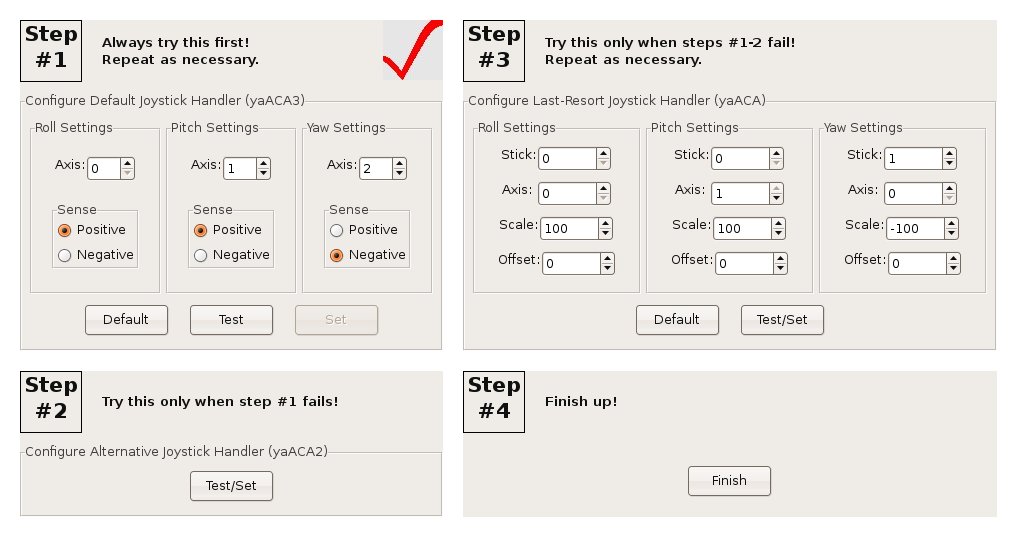 Step
#1
Always try this first!
Repeat as necessary.
Configure Default Joystick Handler (yaACA3)
Roll Settings
Axis: 0
Sense
Positive
Negative
Pitch Settings
Axis: 1
Sense
Positive
Negative
Yaw Settings
Axis: 2
Sense
Positive
Negative
Default Test Set
Step
#2
Try this only when step #1 fails!
Configure Alternative Joystick Handler (yaACA2)
Test/Set
Step
#3
Try this only when steps #1-2 fail!
Repeat as necessary.
Configure Last-Resort Joystick Handler (yaACA)
Roll Settings
Stick: 0
Axis: 0
Scale: 100
Offset: 0
Pitch Settings
Stick: 0
Axis: 1
Scale: 100
Offset: 0
Yaw Settings
Stick: 1
Axis: 0
Scale: -100
Offset: 0
Default Test/Set
Step
#4
Finish up!
Finish